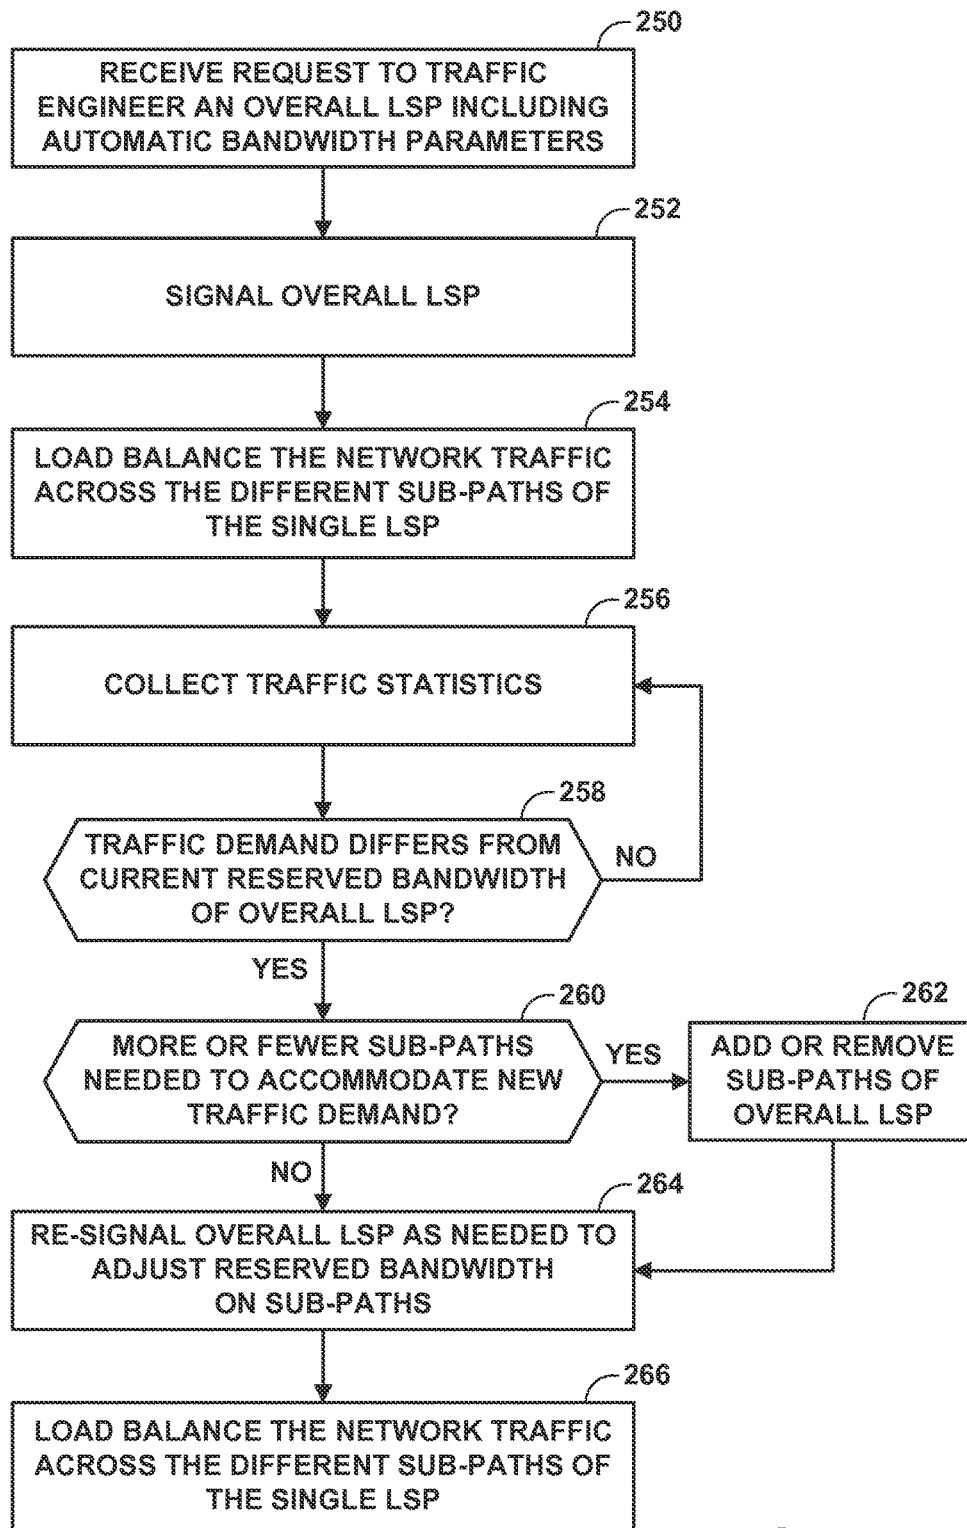 250
RECEIVE REQUEST TO TRAFFIC
ENGINEER AN OVERALL LSP INCLUDING
AUTOMATIC BANDWIDTH PARAMETERS
252
SIGNAL OVERALL LSP
254
LOAD BALANCE THE NETWORK TRAFFIC
ACROSS THE DIFFERENT SUB-PATHS OF
THE SINGLE LSP
256
COLLECT TRAFFIC STATISTICS
258
TRAFFIC DEMAND DIFFERS FROM
CURRENT RESERVED BANDWIDTH
OF OVERALL LSP?
NO
YES
260
MORE OR FEWER SUB-PATHS
NEEDED TO ACCOMMODATE NEW
TRAFFIC DEMAND?
YES
262
ADD OR REMOVE
SUB-PATHS OF
OVERALL LSP
NO
264
RE-SIGNAL OVERALL LSP AS NEEDED TO
ADJUST RESERVED BANDWIDTH
ON SUB-PATHS
266
LOAD BALANCE THE NETWORK TRAFFIC
ACROSS THE DIFFERENT SUB-PATHS OF
THE SINGLE LSP